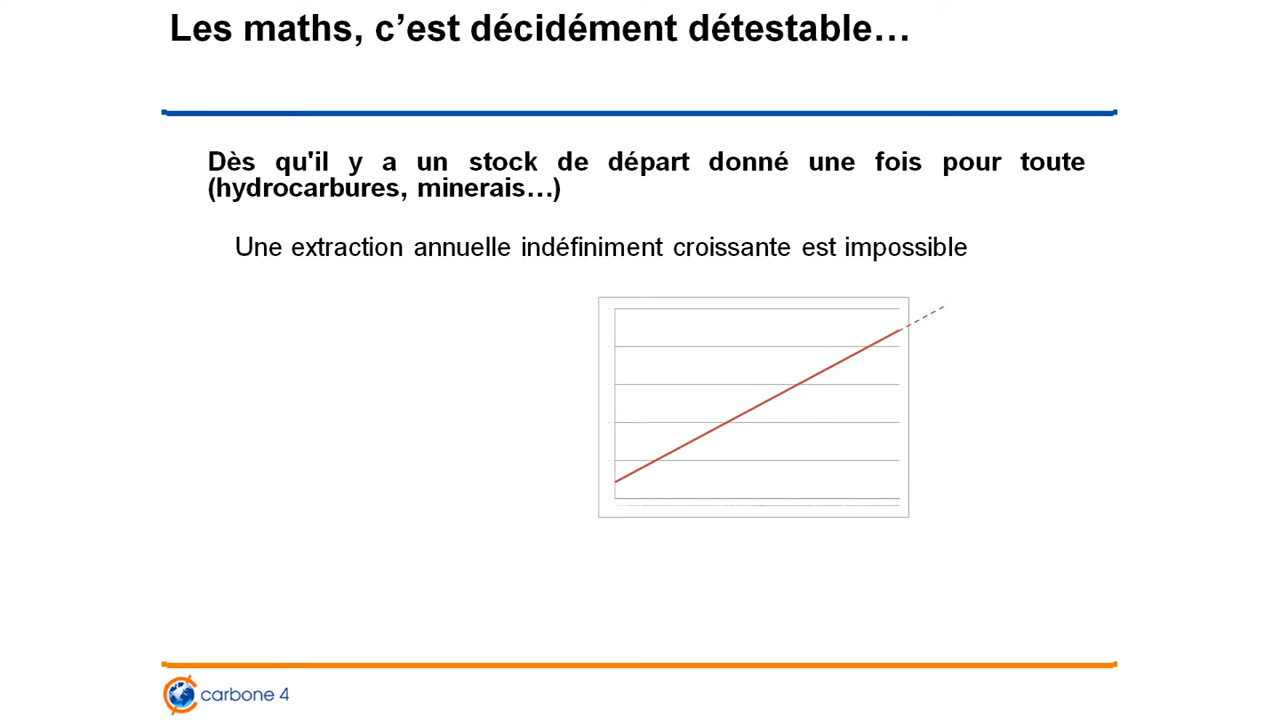 Les maths, c’est décidément détestable…
Dès qu'il y a un stock de départ donné une fois pour toute
(hydrocarbures, minerais…)
Une extraction annuelle indéfiniment croissante est impossible
carbone 4